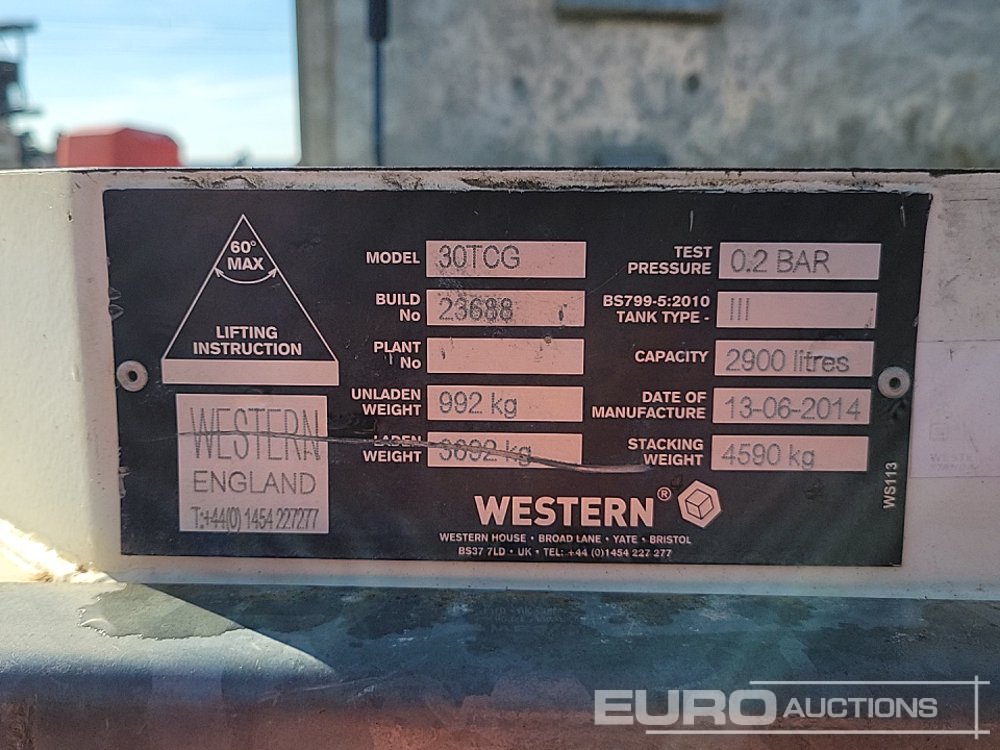 60°
MAX
LIFTING
INSTRUCTION
WESTERN
ENGLAND
T:+44(0) 1454 227277
MODEL 30TCG
BUILD
No 23688
PLANT
No
UNLADEN
WEIGHT 992 kg
LADEN
WEIGHT 3692 kg
TEST
PRESSURE 0.2 BAR
BS799-5:2010
TANK TYPE - III
CAPACITY 2900 litres
DATE OF
MANUFACTURE 13-06-2014
STACKING
WEIGHT 4590 kg
WS113
WESTERN®
WESTERN HOUSE • BROAD LANE • YATE • BRISTOL
BS37 7LD • UK • TEL: +44 (0)1454 227 277
EURO AUCTIONS